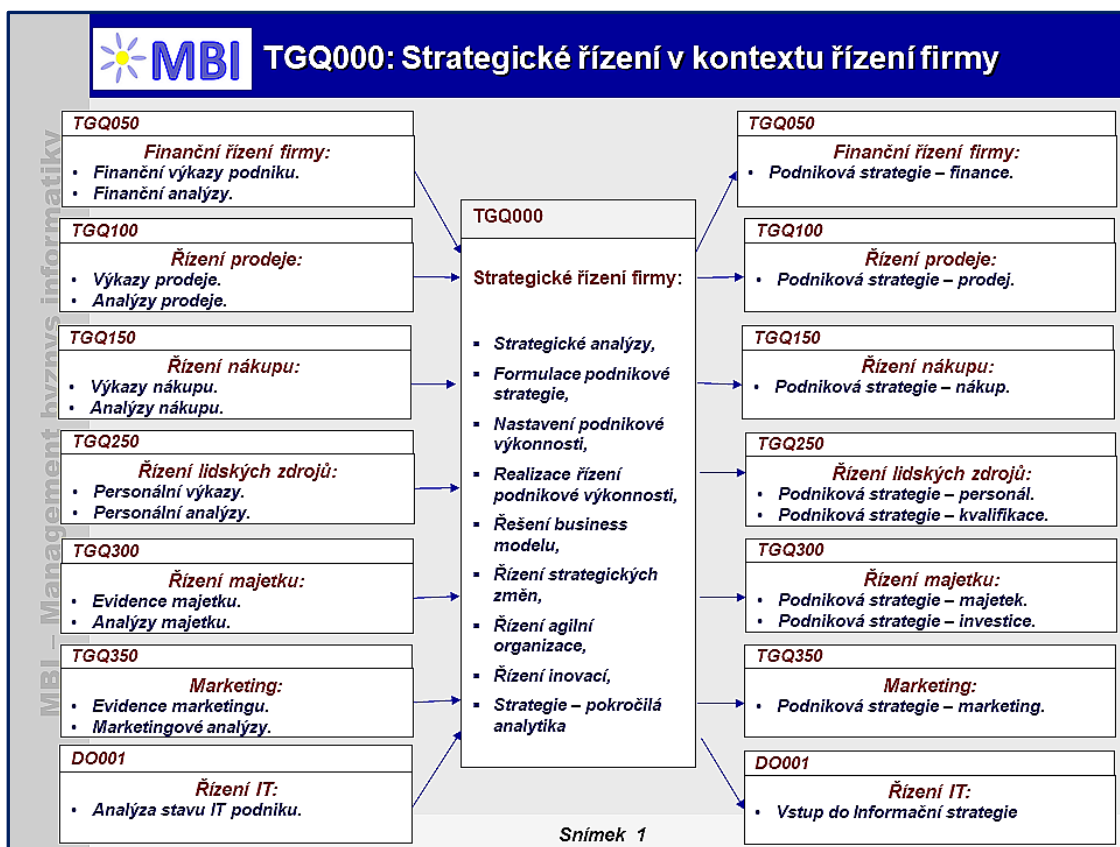 MBI
TGQ000: Strategické řízení v kontextu řízení firmy
MBI – Management byznys informatiky
TGQ050
Finanční řízení firmy:
• Finanční výkazy podniku.
• Finanční analýzy.
TGQ100
Řízení prodeje:
• Výkazy prodeje.
• Analýzy prodeje.
TGQ150
Řízení nákupu:
• Výkazy nákupu.
• Analýzy nákupu.
TGQ250
Řízení lidských zdrojů:
• Personální výkazy.
• Personální analýzy.
TGQ300
Řízení majetku:
• Evidence majetku.
• Analýzy majetku.
TGQ350
Marketing:
• Evidence marketingu.
• Marketingové analýzy.
DO001
Řízení IT:
• Analýza stavu IT podniku.
TGQ000
Strategické řízení firmy:
▪ Strategické analýzy,
▪ Formulace podnikové
strategie,
▪ Nastavení podnikové
výkonnosti,
▪ Realizace řízení
podnikové výkonnosti,
▪ Řešení business
modelu,
▪ Řízení strategických
změn,
▪ Řízení agilní
organizace,
▪ Řízení inovací,
▪ Strategie – pokročilá
analytika
TGQ050
Finanční řízení firmy:
• Podniková strategie – finance.
TGQ100
Řízení prodeje:
• Podniková strategie – prodej.
TGQ150
Řízení nákupu:
• Podniková strategie – nákup.
TGQ250
Řízení lidských zdrojů:
• Podniková strategie – personál.
• Podniková strategie – kvalifikace.
TGQ300
Řízení majetku:
• Podniková strategie – majetek.
• Podniková strategie – investice.
TGQ350
Marketing:
• Podniková strategie – marketing.
DO001
Řízení IT:
• Vstup do Informační strategie
Snímek 1